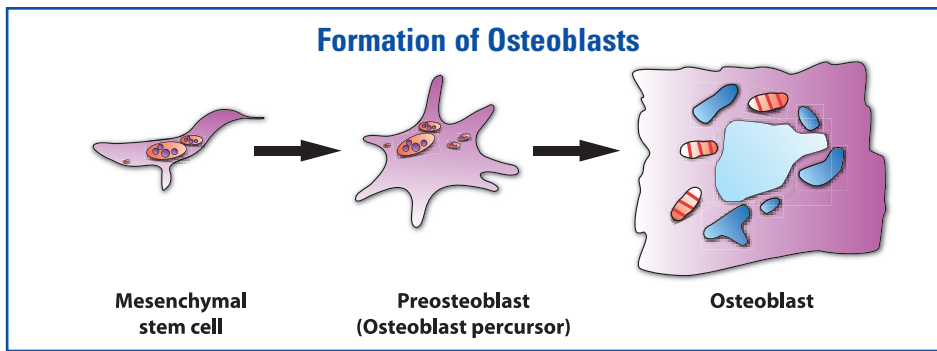 Formation of Osteoblasts
Mesenchymal
stem cell
Preosteoblast
(Osteoblast percursor)
Osteoblast